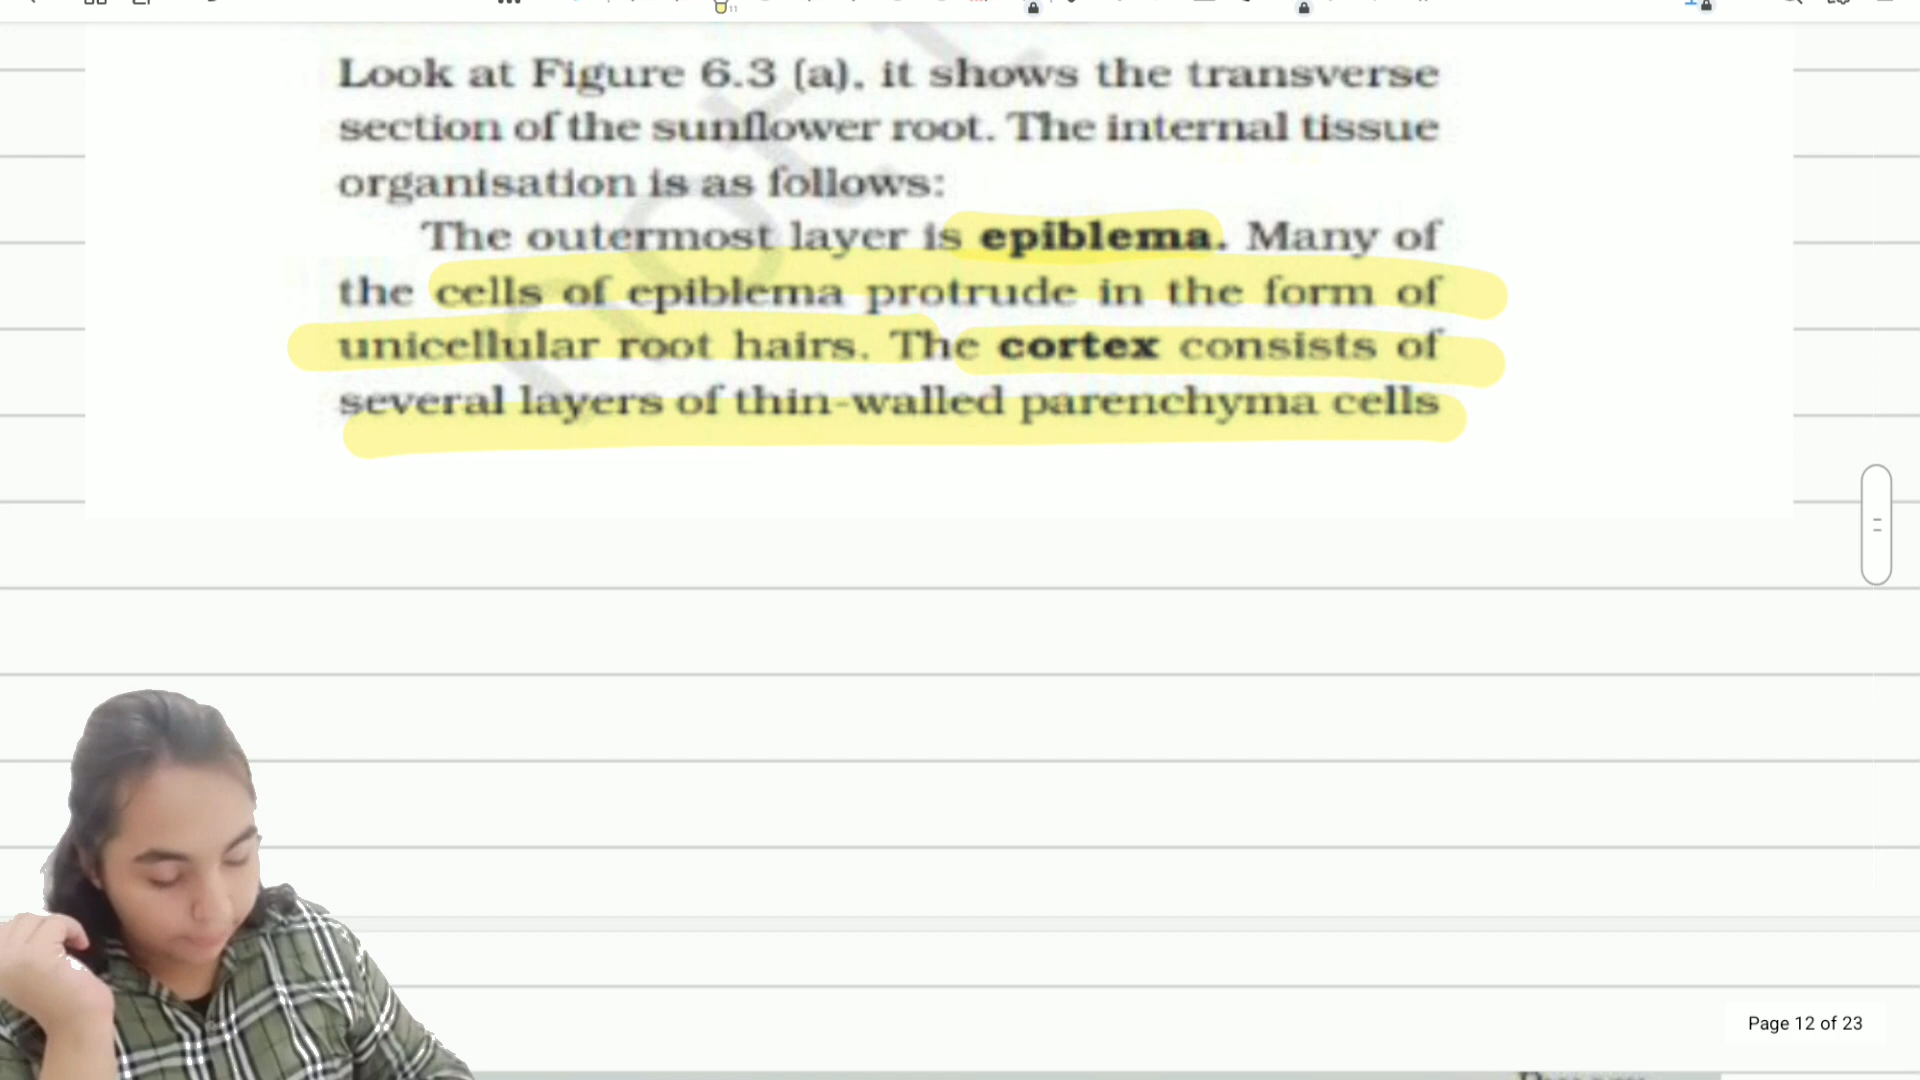 11
Look at Figure 6.3 (a), it shows the transverse
section of the sunflower root. The internal tissue
organisation is as follows:
The outermost layer is epiblema. Many of
the cells of epiblema protrude in the form of
unicellular root hairs. The cortex consists of
several layers of thin-walled parenchyma cells
Page 12 of 23